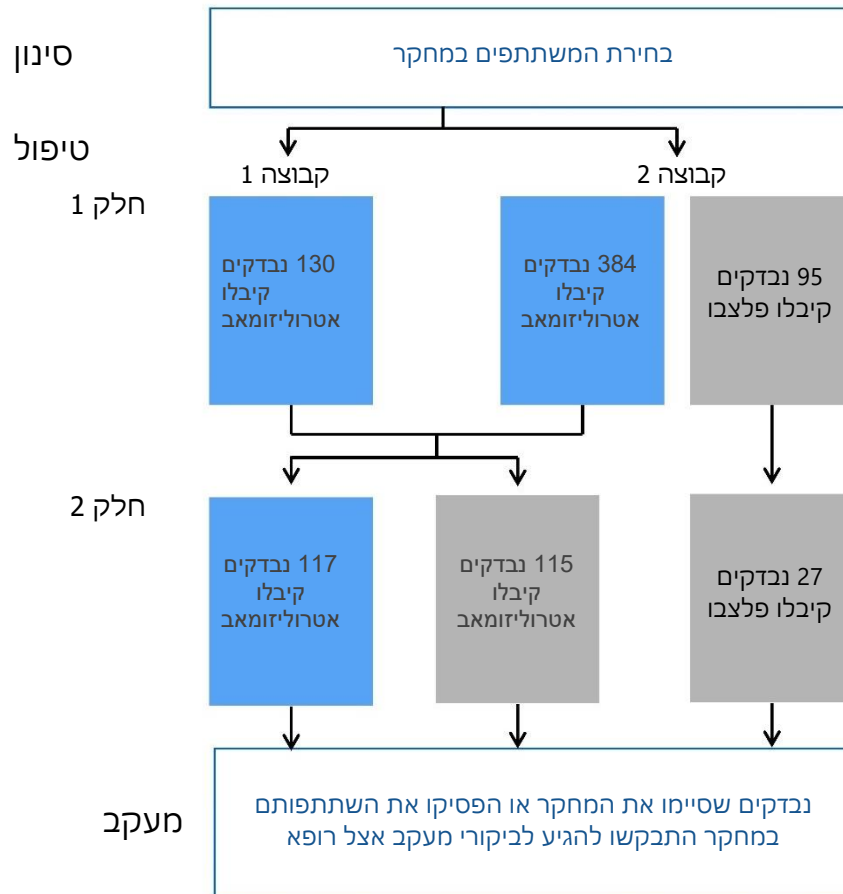 סינון
בחירת המשתתפים במחקר
טיפול
קבוצה 1
קבוצה 2
חלק 1
130 נבדקים
קיבלו
אטרוליזומאב
384 נבדקים
קיבלו
אטרוליזומאב
95 נבדקים
קיבלו פלצבו
חלק 2
117 נבדקים
קיבלו
אטרוליזומאב
115 נבדקים
קיבלו
אטרוליזומאב
27 נבדקים
קיבלו פלצבו
מעקב
נבדקים שסיימו את המחקר או הפסיקו את השתתפותם
במחקר התבקשו להגיע לביקורי מעקב אצל רופא